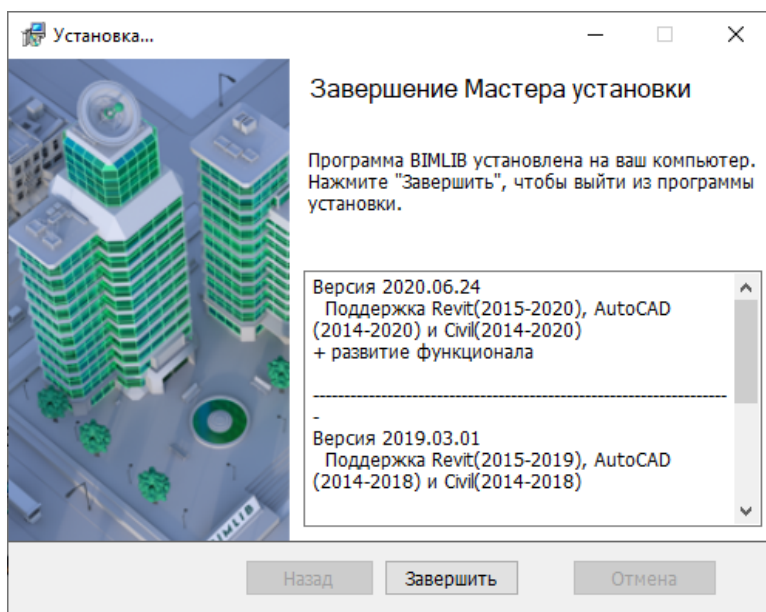 Установка...
Завершение Мастера установки
Программа BIMLIB установлена на ваш компьютер.
Нажмите "Завершить", чтобы выйти из программы
установки.
Версия 2020.06.24
Поддержка Revit(2015-2020), AutoCAD
(2014-2020) и Civil(2014-2020)
+ развитие функционала
--------------------------------------------------------------------
-
Версия 2019.03.01
Поддержка Revit(2015-2019), AutoCAD
(2014-2018) и Civil(2014-2018)
BIMLIB
Назад
Завершить
Отмена